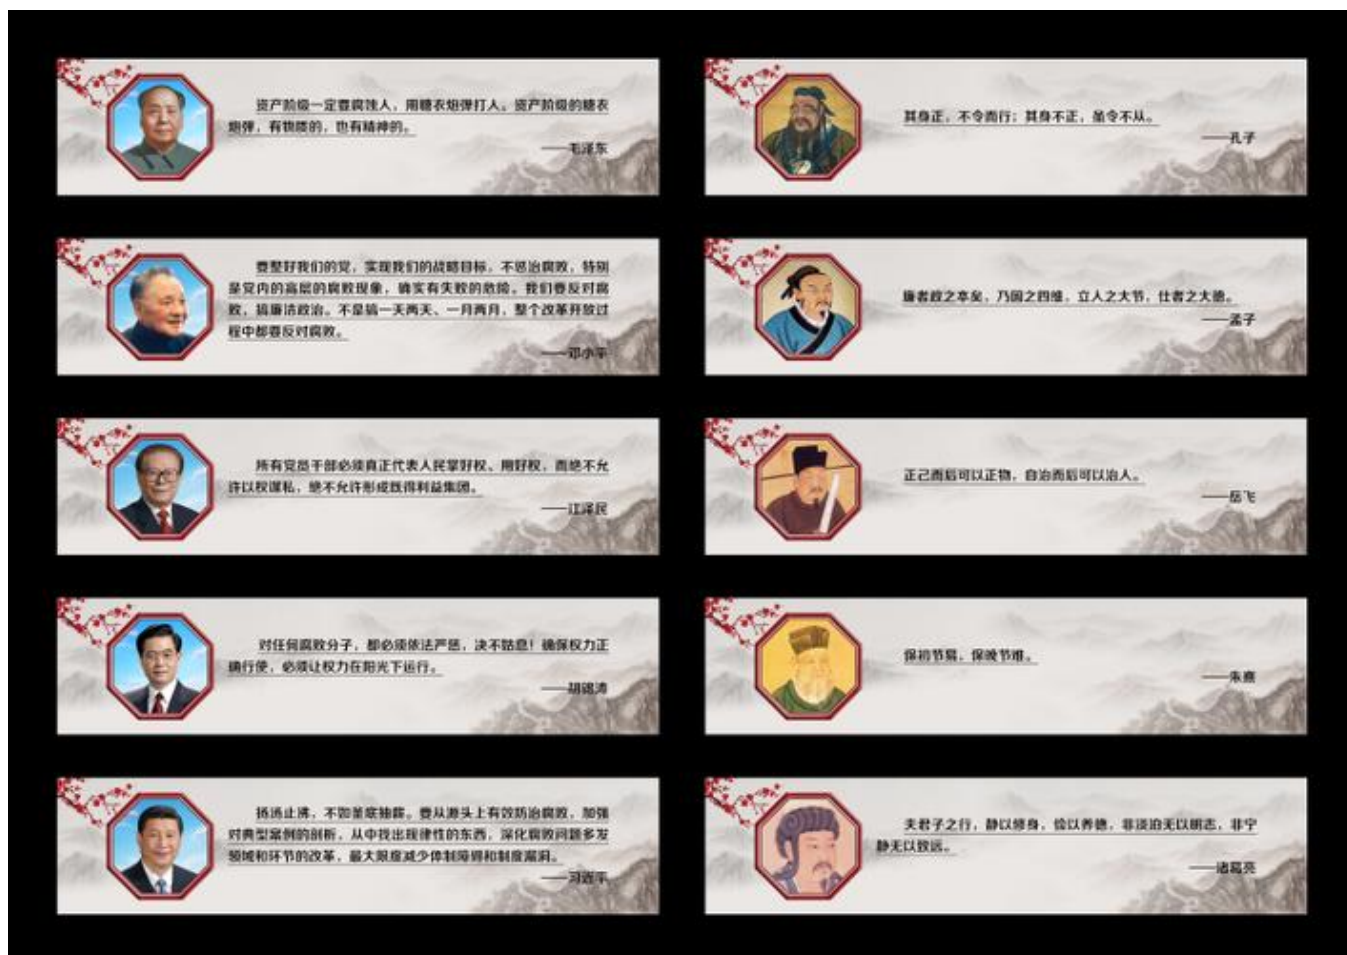 资产阶级一定要腐蚀人，用糖衣炮弹打人。资产阶级的糖衣
炮弹，有物质的，也有精神的。
——毛泽东
要整好我们的党，实现我们的战略目标，不惩治腐败，特别
是党内的高层的腐败现象，确实有失败的危险。我们要反对腐
败，搞廉洁政治。不是搞一天两天、一月两月，整个改革开放过
程中都要反对腐败。
——邓小平
所有党员干部必须真正代表人民掌好权、用好权，而绝不允
许以权谋私，绝不允许形成既得利益集团。
——江泽民
对任何腐败分子，都必须依法严惩，决不姑息！确保权力正
确行使，必须让权力在阳光下运行。
——胡锦涛
扬汤止沸，不如釜底抽薪。要从源头上有效防治腐败，加强
对典型案例的剖析，从中找出规律性的东西，深化腐败问题多发
领域和环节的改革，最大限度减少体制障碍和制度漏洞。
——习近平
其身正，不令而行；其身不正，虽令不从。
——孔子
廉者政之本矣，乃国之四维，立人之大节，仕者之大德。
——孟子
正己而后可以正物，自治而后可以治人。
——岳飞
保初节易，保晚节难。
——朱熹
夫君子之行，静以修身，俭以养德，非淡泊无以明志，非宁
静无以致远。
——诸葛亮